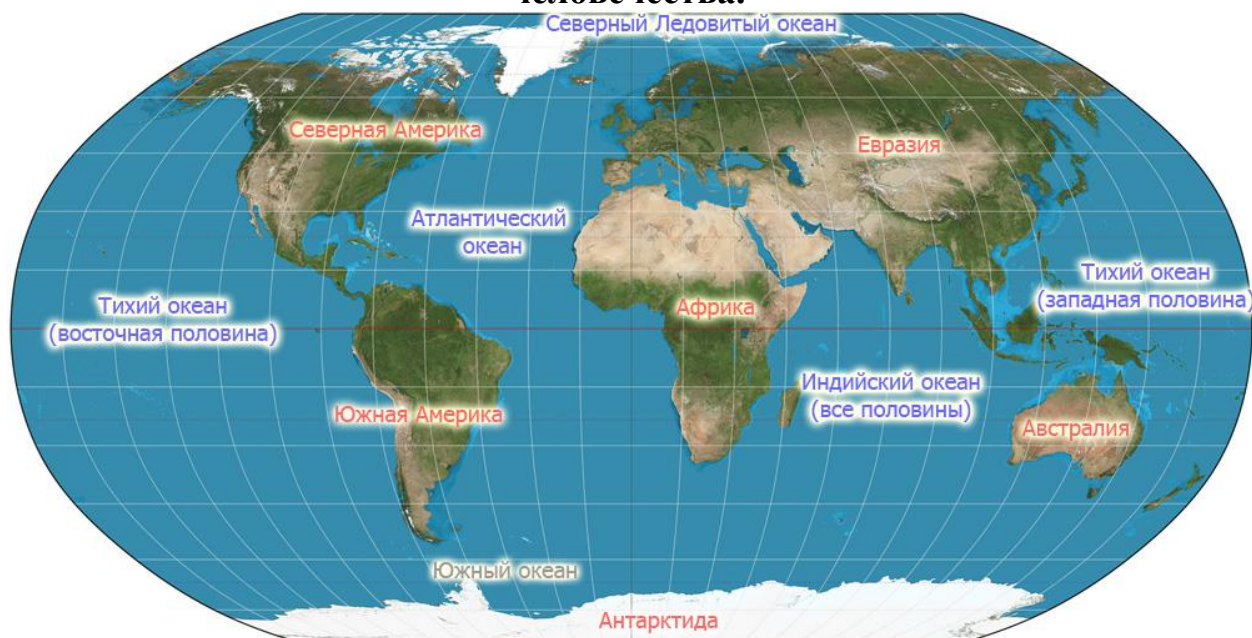 человечества.
Северный Ледовитый океан
Северная Америка
Евразия
Атлантический
океан
Тихий океан
(западная половина)
Африка
Тихий океан
(восточная половина)
Индийский океан
(все половины)
Южная Америка
Австралия
Южный океан
Антарктида